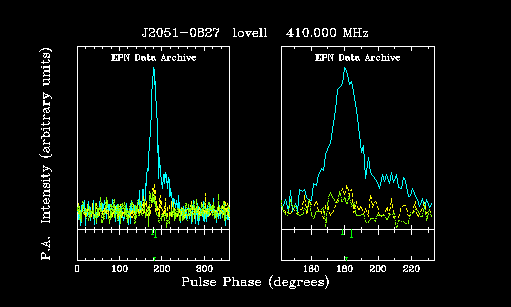 J2051-0827 lovell 410.000 MHz
EPN Data Archive EPN Data Archive
P.A. Intensity (arbitrary units)
0 100 200 300 160 180 200 220
Pulse Phase (degrees)